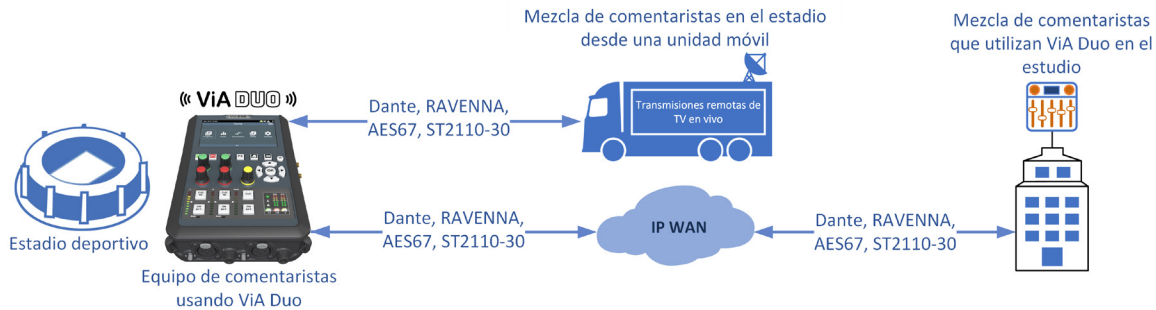 Mezcla de comentaristas en el estadio
desde una unidad móvil
Mezcla de comentaristas
que utilizan ViA Duo en el
estudio
ViA DUO
Dante, RAVENNA,
AES67, ST2110-30
Transmisiones remotas de
TV en vivo
Estadio deportivo
Dante, RAVENNA,
AES67, ST2110-30
IP WAN
Dante, RAVENNA,
AES67, ST2110-30
Equipo de comentaristas
usando ViA Duo